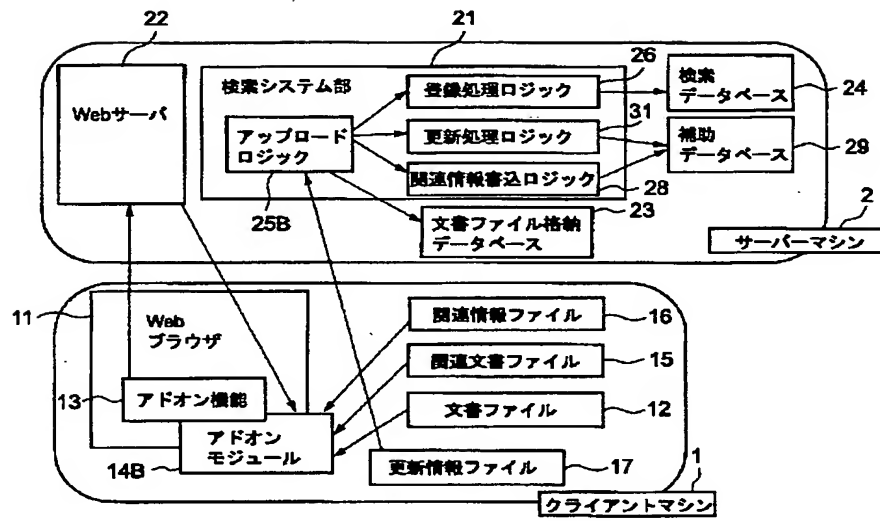 22
21
26
Webサーバ
検索システム部
登録処理ロジック
検索
データベース
24
アップロード
ロジック
31
更新処理ロジック
補助
データベース
29
関連情報書込ロジック
28
25B
23
文書ファイル格納
データベース
2
サーバーマシン
11
Web
ブラウザ
関連情報ファイル
16
関連文書ファイル
15
13
アドオン機能
文書ファイル
12
アドオン
モジュール
14B
更新情報ファイル
17
1
クライアントマシン